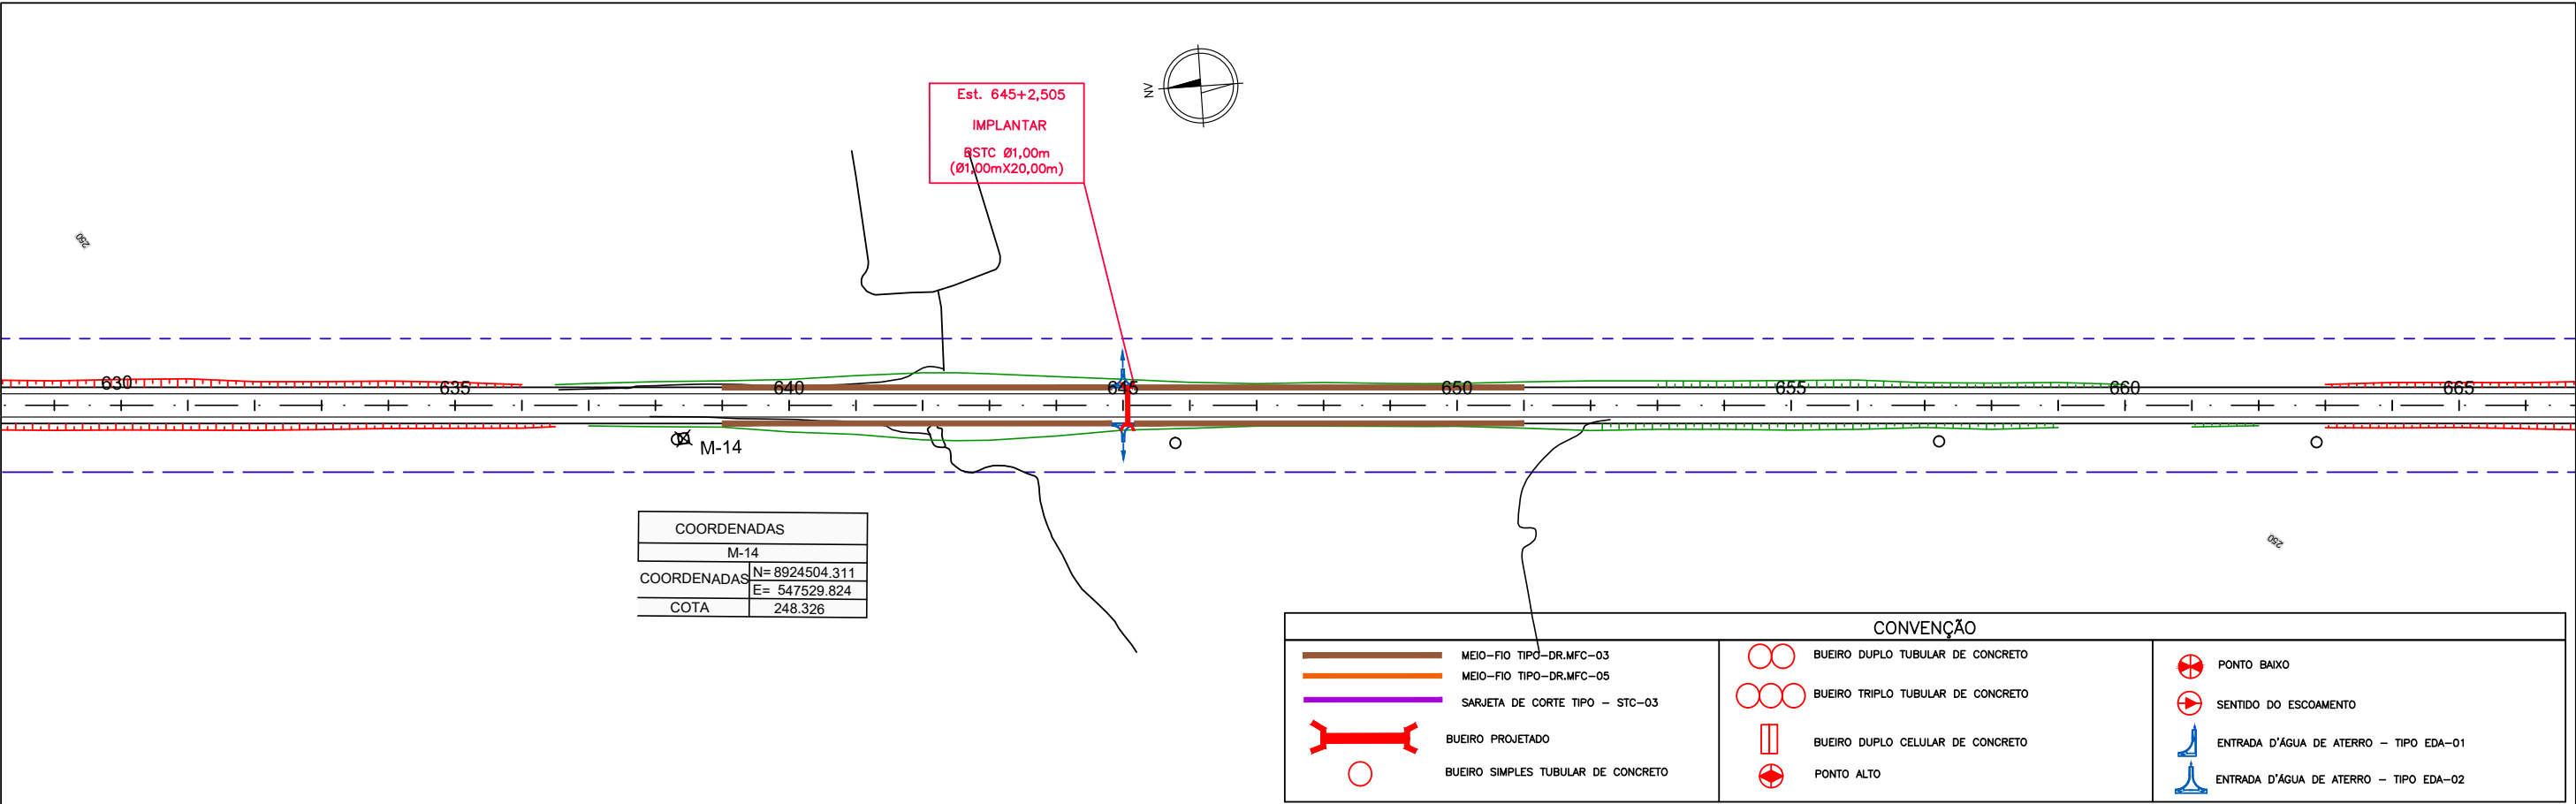 Est. 645+2,505
IMPLANTAR
BSTC Ø1,00m
(Ø1,00mX20,00m)
NV
250
630
635
640
645
650
655
660
665
M-14
COORDENADAS
M-14
COORDENADAS
N= 8924504.311
E= 547529.824
COTA
248.326
250
CONVENÇÃO
MEIO-FIO TIPO-DR.MFC-03
MEIO-FIO TIPO-DR.MFC-05
SARJETA DE CORTE TIPO - STC-03
BUEIRO PROJETADO
BUEIRO SIMPLES TUBULAR DE CONCRETO
BUEIRO DUPLO TUBULAR DE CONCRETO
BUEIRO TRIPLO TUBULAR DE CONCRETO
BUEIRO DUPLO CELULAR DE CONCRETO
PONTO ALTO
PONTO BAIXO
SENTIDO DO ESCOAMENTO
ENTRADA D'ÁGUA DE ATERRO - TIPO EDA-01
ENTRADA D'ÁGUA DE ATERRO - TIPO EDA-02